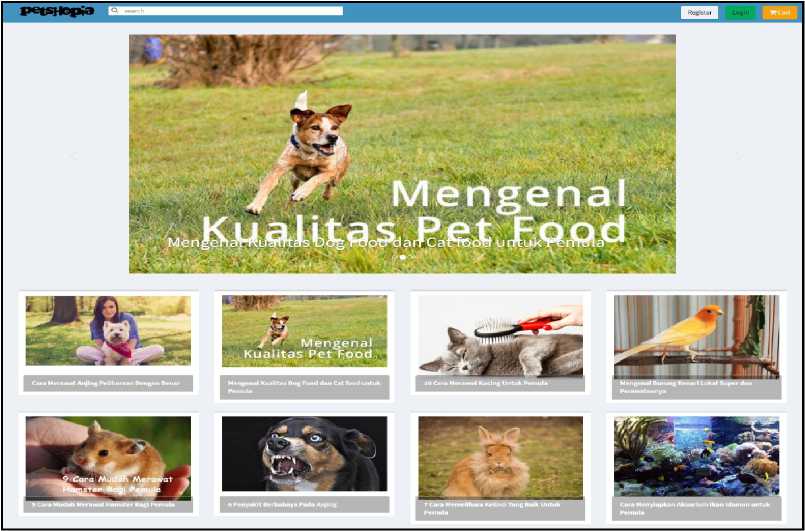 PetShopia
search
Register
Login
Cart
Mengenal
Kualitas Pet Food
Mengenal Kualitas Dog Food dan Cat food untuk Pemula
Cara Merawat Anjing Peliharaan Dengan Benar
Mengenal
Kualitas Pet Food
Mengenal Kualitas Dog Food dan Cat food untuk
Pemula
10 Cara Merawat Kucing Untuk Pemula
Mengenal Burung Kenari Lokal Super dan
Perawatannya
9 Cara Mudah Merawat
Hamster Bagi Pemula
9 Cara Mudah Merawat Hamster Bagi Pemula
6 Penyakit Berbahaya Pada Anjing
7 Cara Memelihara Kelinci Yang Baik Untuk
Pemula
Cara Menyiapkan Akuarium Ikan Idaman untuk
Pemula